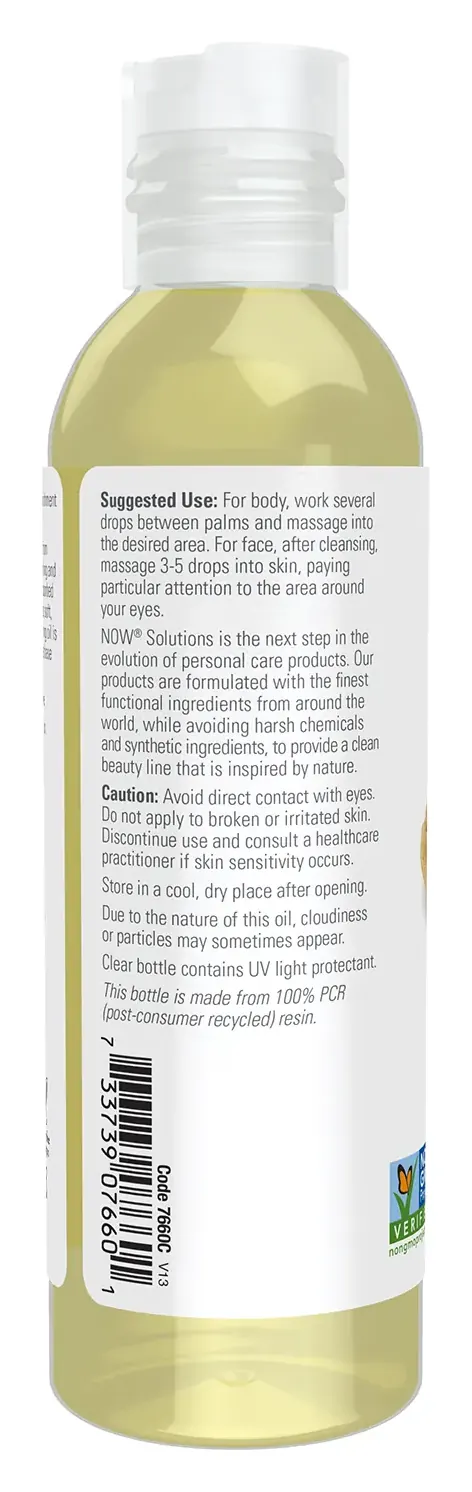 Suggested Use: For body, work several
drops between palms and massage into
the desired area. For face, after cleansing,
massage 3-5 drops into skin, paying
particular attention to the area around
your eyes.
NOW® Solutions is the next step in the
evolution of personal care products. Our
products are formulated with the finest
functional ingredients from around the
world, while avoiding harsh chemicals
and synthetic ingredients, to provide a clean
beauty line that is inspired by nature.
Caution: Avoid direct contact with eyes.
Do not apply to broken or irritated skin.
Discontinue use and consult a healthcare
practitioner if skin sensitivity occurs.
Store in a cool, dry place after opening.
Due to the nature of this oil, cloudiness
or particles may sometimes appear.
Clear bottle contains UV light protectant.
This bottle is made from 100% PCR
(post-consumer recycled) resin.
7 33739 07660 1
Code 7660C V13